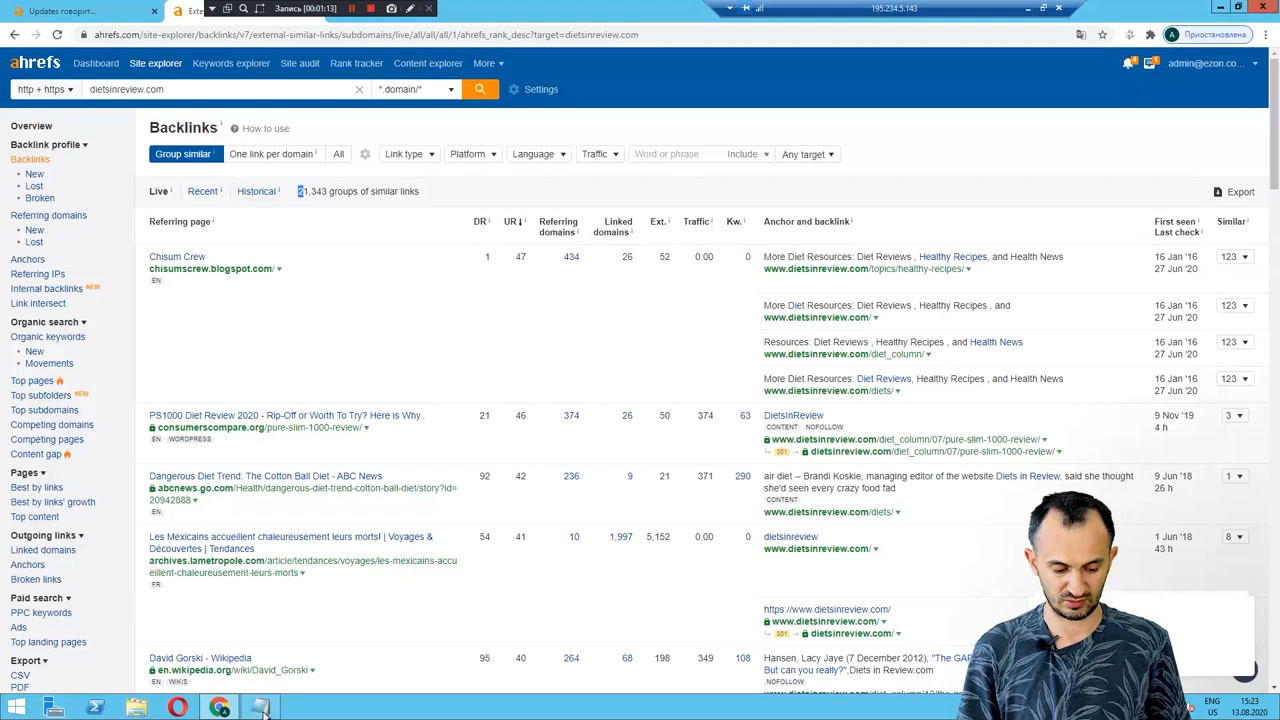 Updates говорит...
Запись (00:01:13)
195.234.5.143
ahrefs.com/site-explorer/backlinks/v7/external-similar-links/subdomains/live/all/all/all/1/ahrefs_rank_desc?target=dietsinreview.com
Приостановлена
ahrefs
Dashboard Site explorer Keywords explorer Site audit Rank tracker Content explorer More
admin@ezon.co...
http + https dietsinreview.com *.domain/* Settings
Overview
Backlink profile
Backlinks
New
Lost
Broken
Referring domains
New
Lost
Anchors
Referring IPs
Internal backlinks NEW
Link intersect
Organic search
Organic keywords
New
Movements
Top pages
Top subfolders NEW
Top subdomains
Competing domains
Competing pages
Content gap
Pages
Best by links
Best by links' growth
Top content
Outgoing links
Linked domains
Anchors
Broken links
Paid search
PPC keywords
Ads
Top landing pages
Export
CSV
PDF
Backlinks How to use
Group similar One link per domain All Link type Platform Language Traffic Word or phrase Include Any target
Live Recent Historical 21,343 groups of similar links Export
Referring page DR UR Referring domains Linked domains Ext. Traffic Kw. Anchor and backlink First seen Last check Similar
Chisum Crew 1 47 434 26 52 0.00 0 More Diet Resources: Diet Reviews , Healthy Recipes, and Health News 16 Jan '16 123
chisumscrew.blogspot.com/ www.dietsinreview.com/topics/healthy-recipes/ 27 Jun '20
EN
More Diet Resources: Diet Reviews , Healthy Recipes , and 16 Jan '16 123
www.dietsinreview.com/ 27 Jun '20
Resources: Diet Reviews , Healthy Recipes , and Health News 16 Jan '16 123
www.dietsinreview.com/diet_column/ 27 Jun '20
More Diet Resources: Diet Reviews, Healthy Recipes , and Health News 16 Jan '16 123
www.dietsinreview.com/diets/ 27 Jun '20
PS1000 Diet Review 2020 - Rip-Off or Worth To Try? Here is Why.. 21 46 374 26 50 374 63 DietsInReview 9 Nov '19 3
consumerscompare.org/pure-slim-1000-review/ CONTENT NOFOLLOW 4 h
EN WORDPRESS www.dietsinreview.com/diet_column/07/pure-slim-1000-review/
301 dietsinreview.com/diet_column/07/pure-slim-1000-review/
Dangerous Diet Trend: The Cotton Ball Diet - ABC News 92 42 236 9 21 371 290 air diet -- Brandi Koskie, managing editor of the website Diets in Review, said she thought 9 Jun '18 1
abcnews.go.com/Health/dangerous-diet-trend-cotton-ball-diet/story?id= she'd seen every crazy food fad 26 h
20942888 CONTENT
EN www.dietsinreview.com/diets/
Les Mexicains accueillent chaleureusement leurs morts! | Voyages & 54 41 10 1,997 5,152 0.00 0 dietsinreview 1 Jun '18 8
Découvertes | Tendances www.dietsinreview.com/ 43 h
archives.lametropole.com/article/tendances/voyages/les-mexicains-accu
eillent-chaleureusement-leurs-morts
FR
https://www.dietsinreview.com/
www.dietsinreview.com/
301 dietsinreview.com/
David Gorski - Wikipedia 95 40 264 68 198 349 108 Hansen, Lacy Jaye (7 December 2012),
en.wikipedia.org/wiki/David_Gorski But can you really?",Diets in Review.com
EN WIKIS NOFOLLOW
ENG 15:23
US 13.08.2020